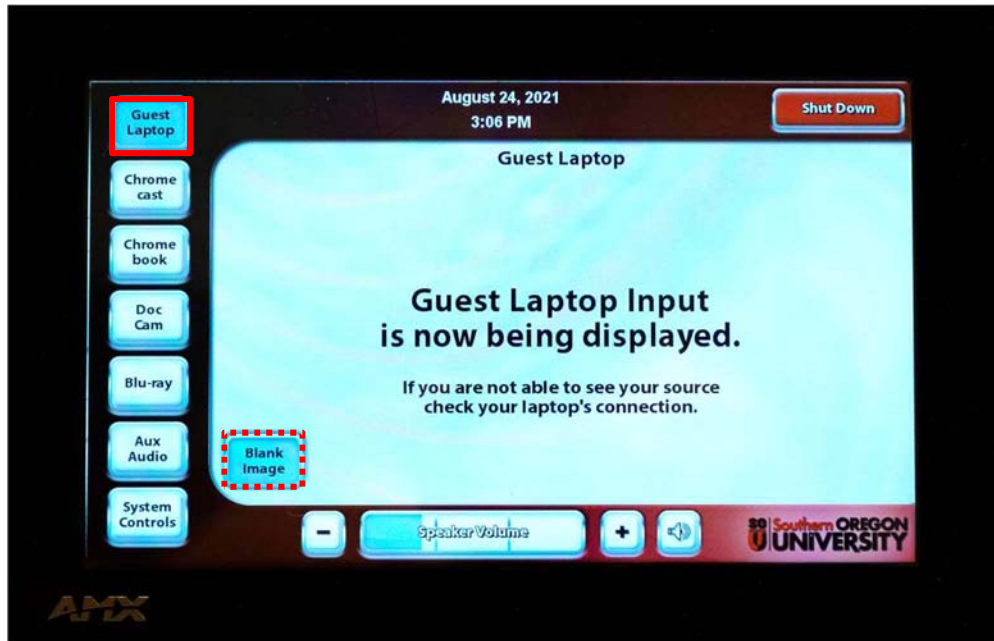 August 24, 2021
3:06 PM
Shut Down
Guest
Laptop
Chrome
cast
Chrome
book
Doc
Cam
Blu-ray
Aux
Audio
System
Controls
Guest Laptop
Guest Laptop Input
is now being displayed.
If you are not able to see your source
check your laptop's connection.
Blank
Image
-
Speaker Volume
+
SO
U
Southern OREGON
UNIVERSITY
AMX